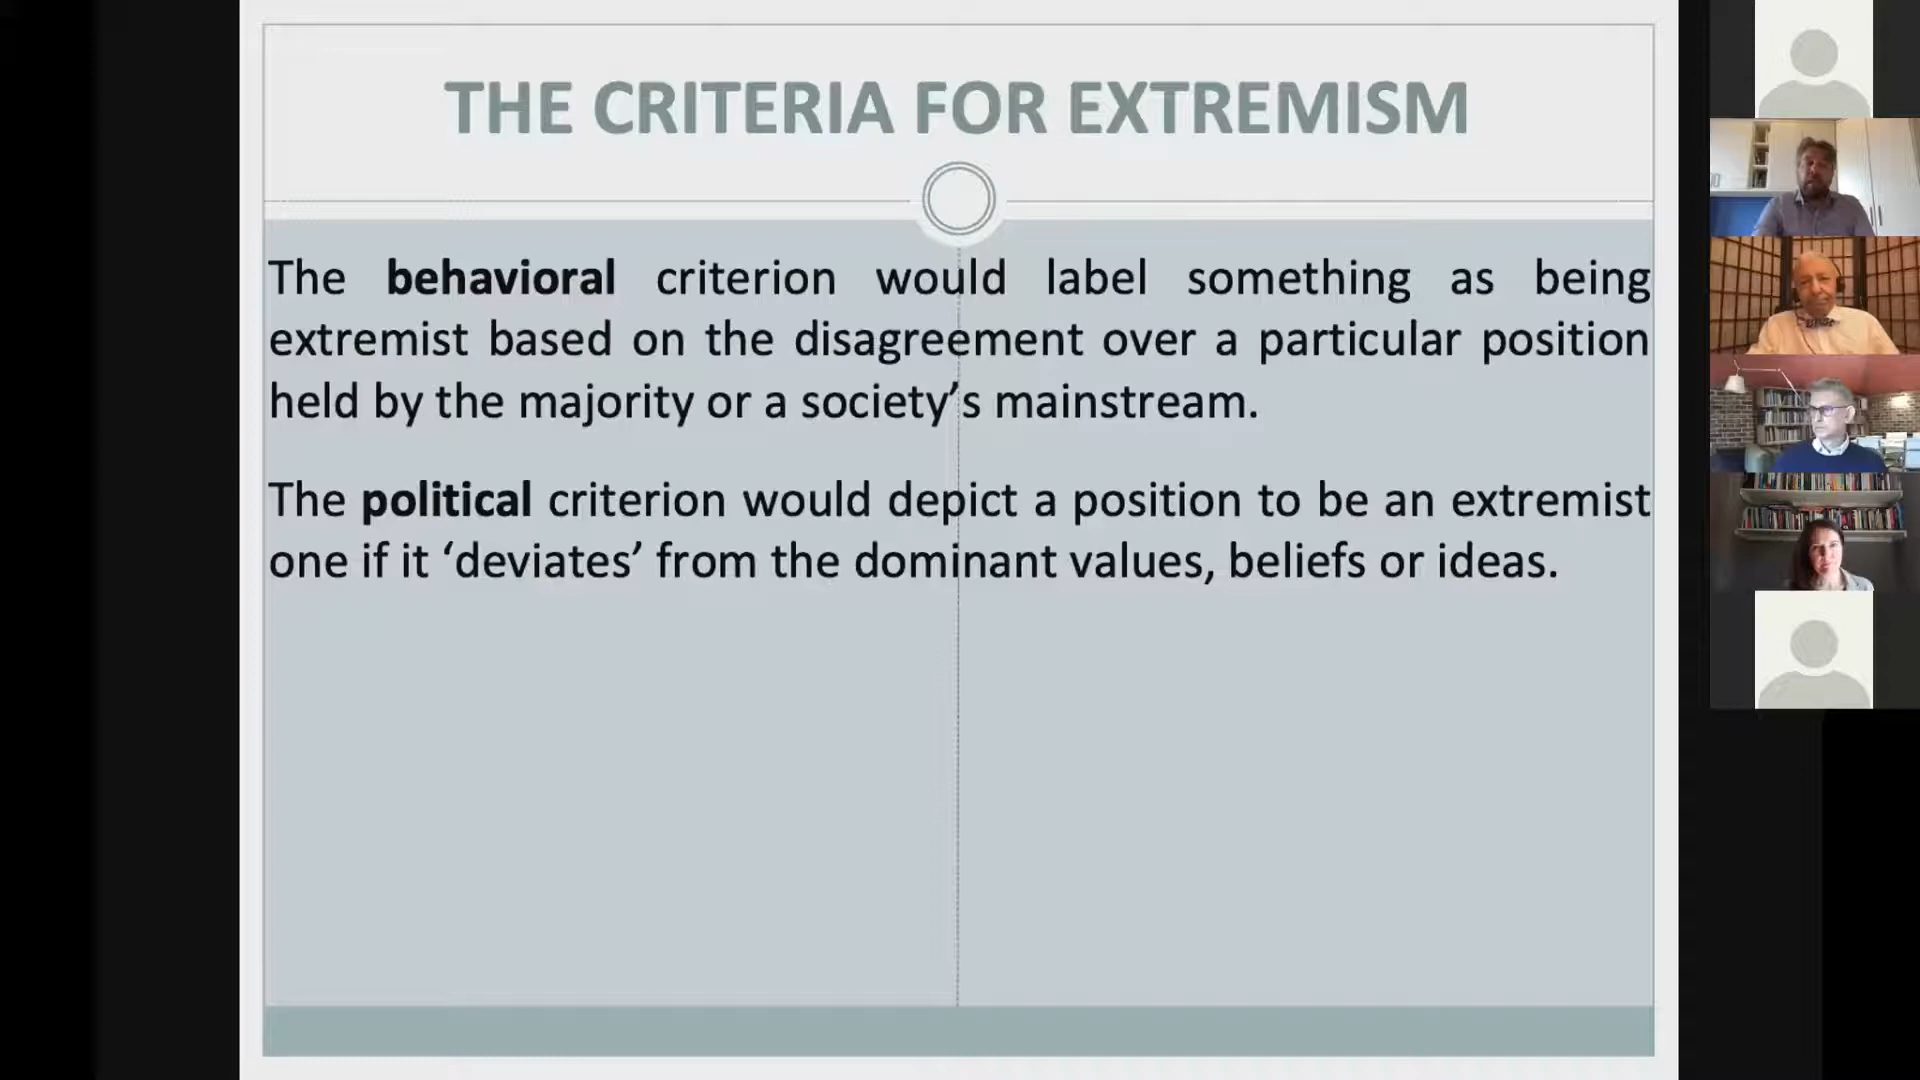 THE CRITERIA FOR EXTREMISM
The behavioral criterion would label something as being
extremist based on the disagreement over a particular position
held by the majority or a society’s mainstream.
The political criterion would depict a position to be an extremist
one if it ‘deviates’ from the dominant values, beliefs or ideas.